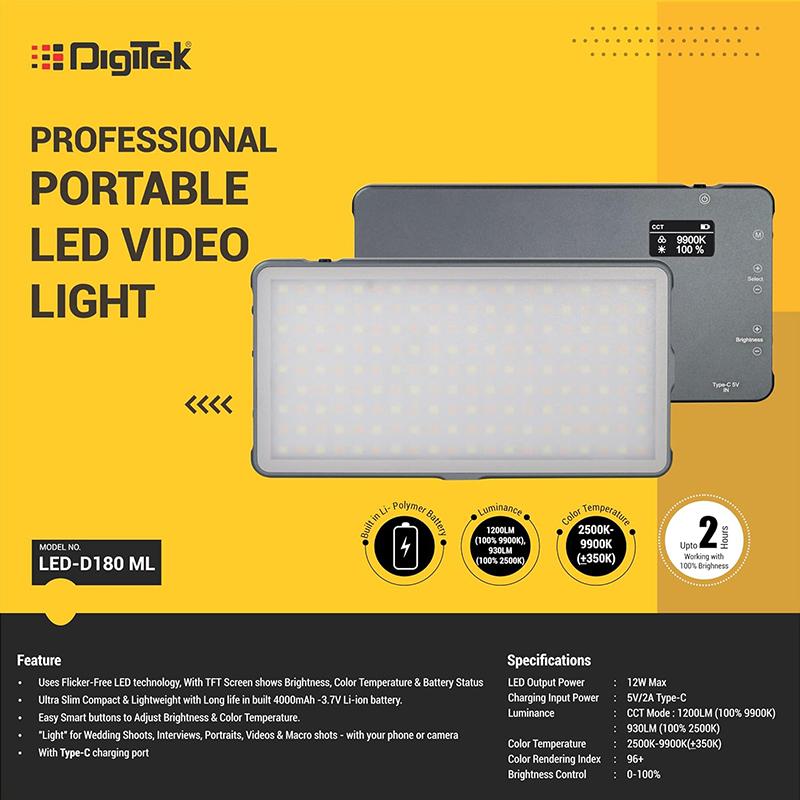 DIGITEK®
PROFESSIONAL
PORTABLE
LED VIDEO
LIGHT
CCT
9900K
100 %
M
Select
Brightness
Type-C 5V
IN
MODEL NO.
LED-D180 ML
Built in Li- Polymer Battery
Luminance
1200LM
(100% 9900K),
930LM
(100% 2500K)
Color Temperature
2500K-
9900K
(±350K)
Upto 2 Hours
Working with
100% Brighness
Feature
• Uses Flicker-Free LED technology, With TFT Screen shows Brightness, Color Temperature & Battery Status
• Ultra Slim Compact & Lightweight with Long life in built 4000mAh -3.7V Li-ion battery.
• Easy Smart buttons to Adjust Brightness & Color Temperature.
• "Light" for Wedding Shoots, Interviews, Portraits, Videos & Macro shots - with your phone or camera
• With Type-C charging port
Specifications
LED Output Power : 12W Max
Charging Input Power : 5V/2A Type-C
Luminance : CCT Mode : 1200LM (100% 9900K)
: 930LM (100% 2500K)
Color Temperature : 2500K-9900K(±350K)
Color Rendering Index : 96+
Brightness Control : 0-100%